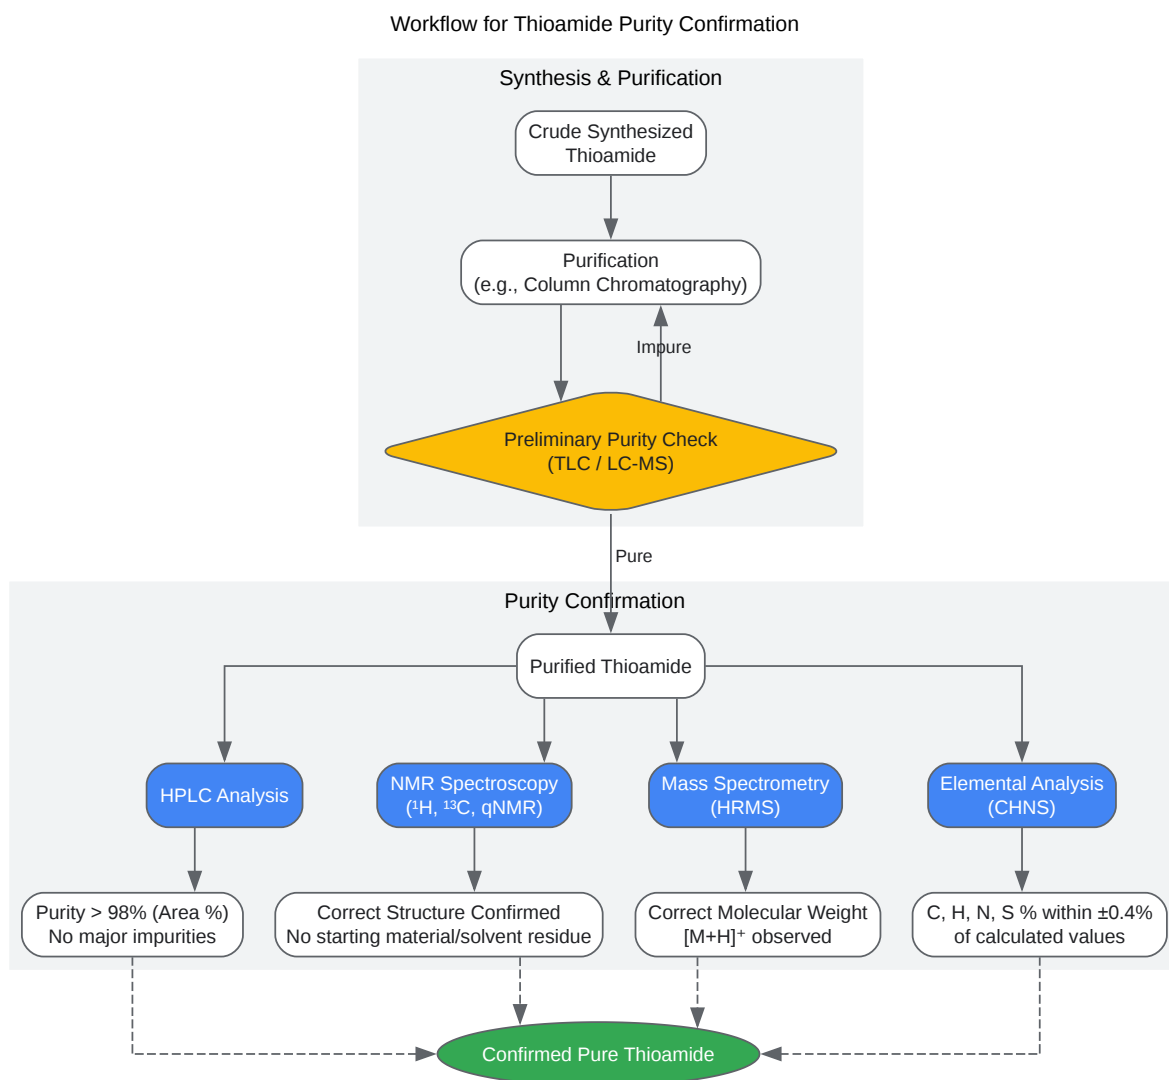 Workflow for Thioamide Purity Confirmation
Synthesis & Purification
Crude Synthesized
Thioamide
Purification
(e.g., Column Chromatography)
Impure
Preliminary Purity Check
(TLC / LC-MS)
Pure
Purity Confirmation
Purified Thioamide
HPLC Analysis
NMR Spectroscopy
(¹H, ¹³C, qNMR)
Mass Spectrometry
(HRMS)
Elemental Analysis
(CHNS)
Purity > 98% (Area %)
No major impurities
Correct Structure Confirmed
No starting material/solvent residue
Correct Molecular Weight
[M+H]⁺ observed
C, H, N, S % within ±0.4%
of calculated values
Confirmed Pure Thioamide